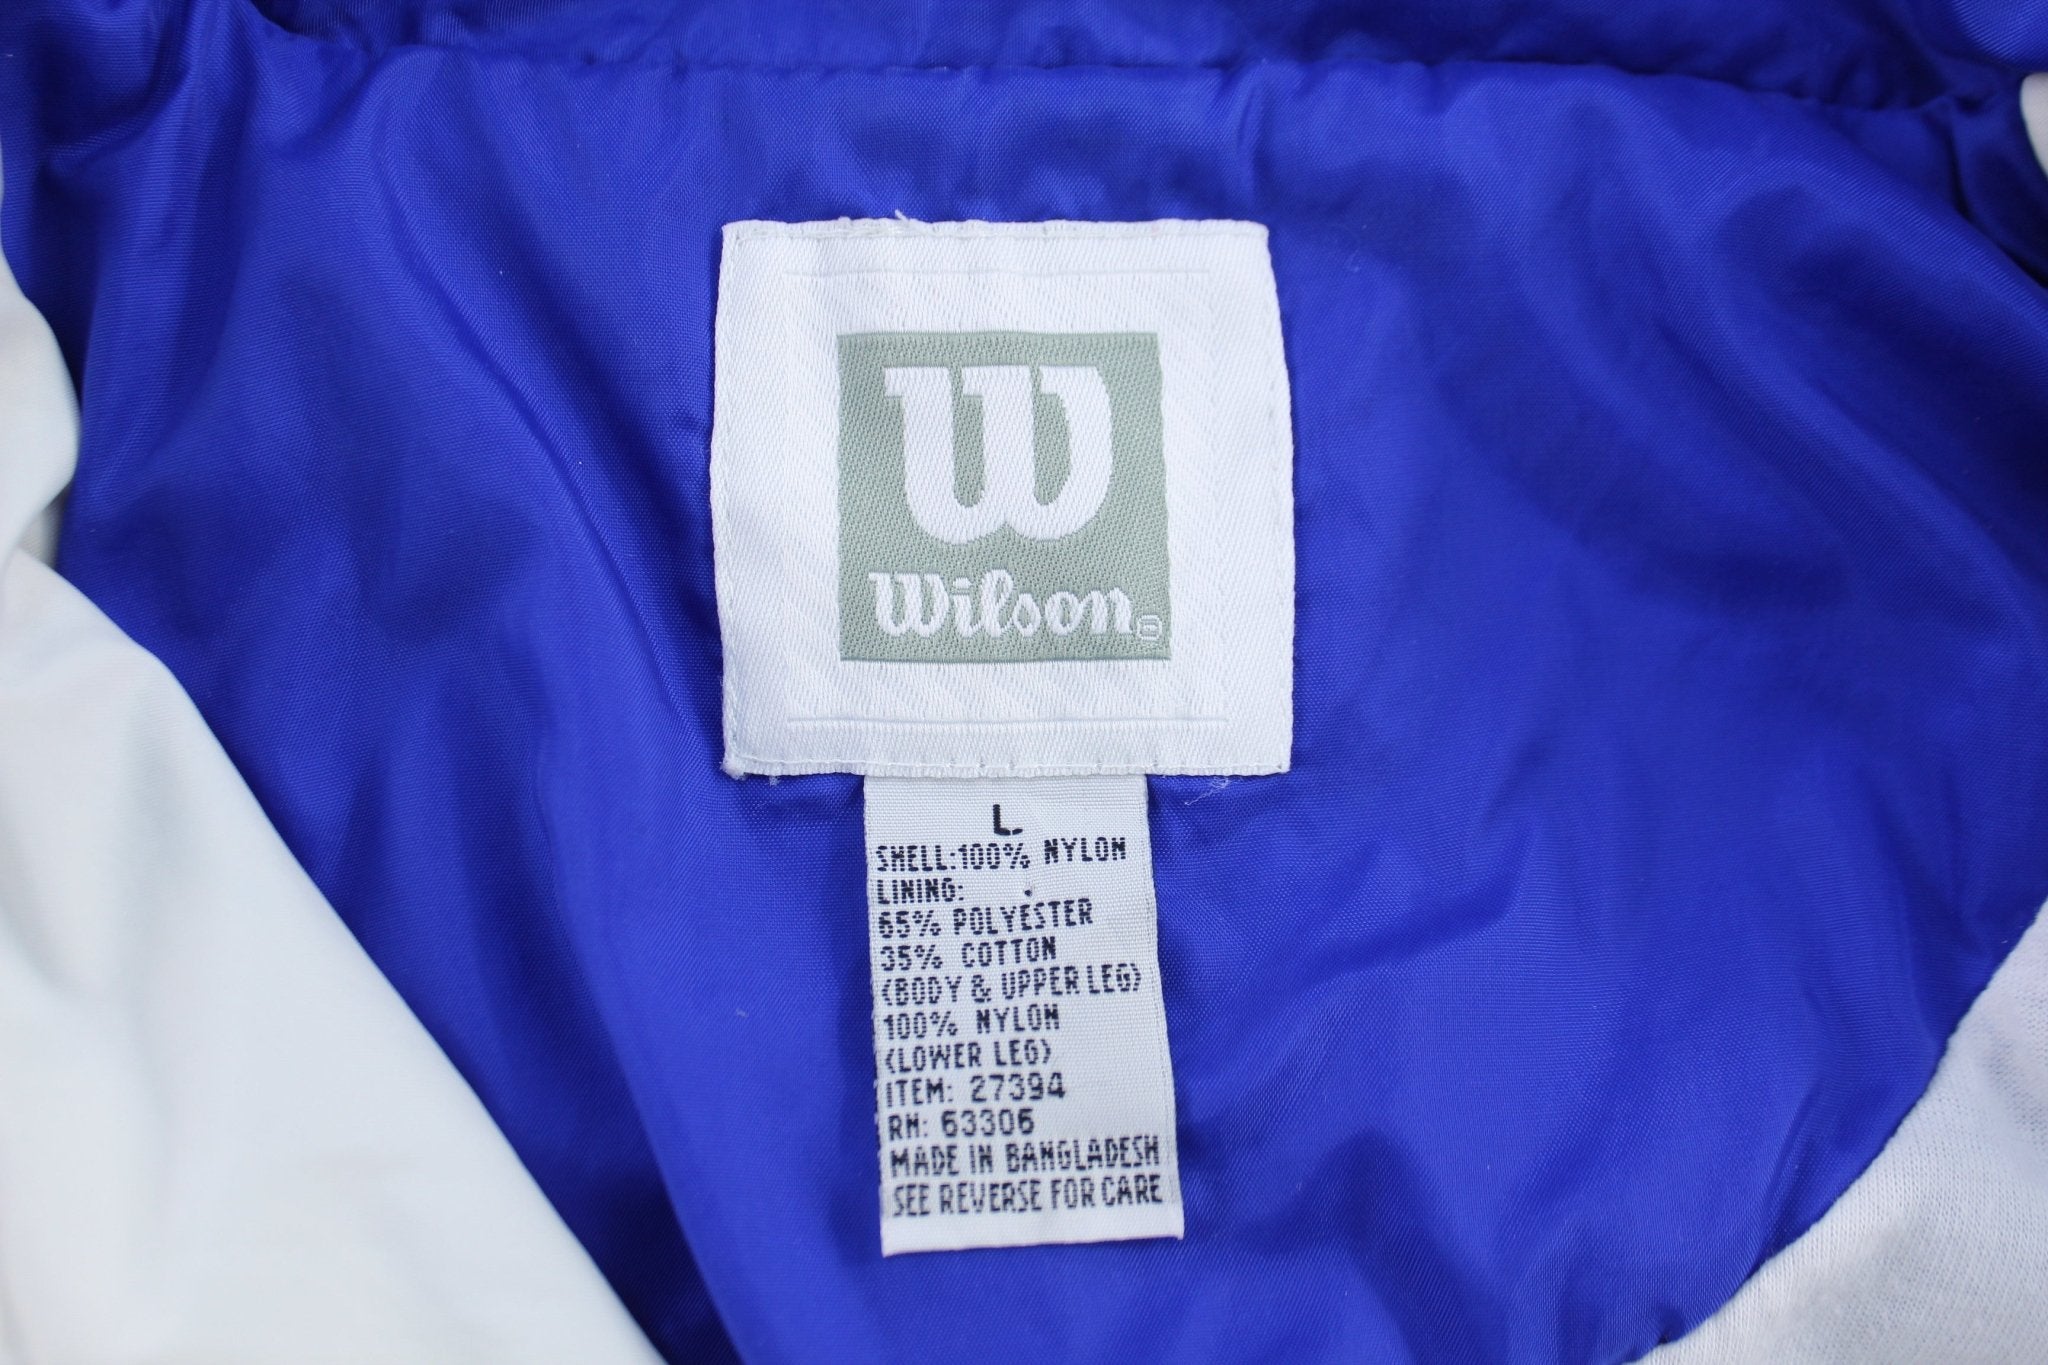 W
Wilson®
L.
SHELL:100% NYLON
LINING:
65% POLYESTER
35% COTTON
(BODY & UPPER LEG)
100% NYLON
(LOWER LEG)
ITEM: 27394
RN: 63306
MADE IN BANGLADESH
SEE REVERSE FOR CARE